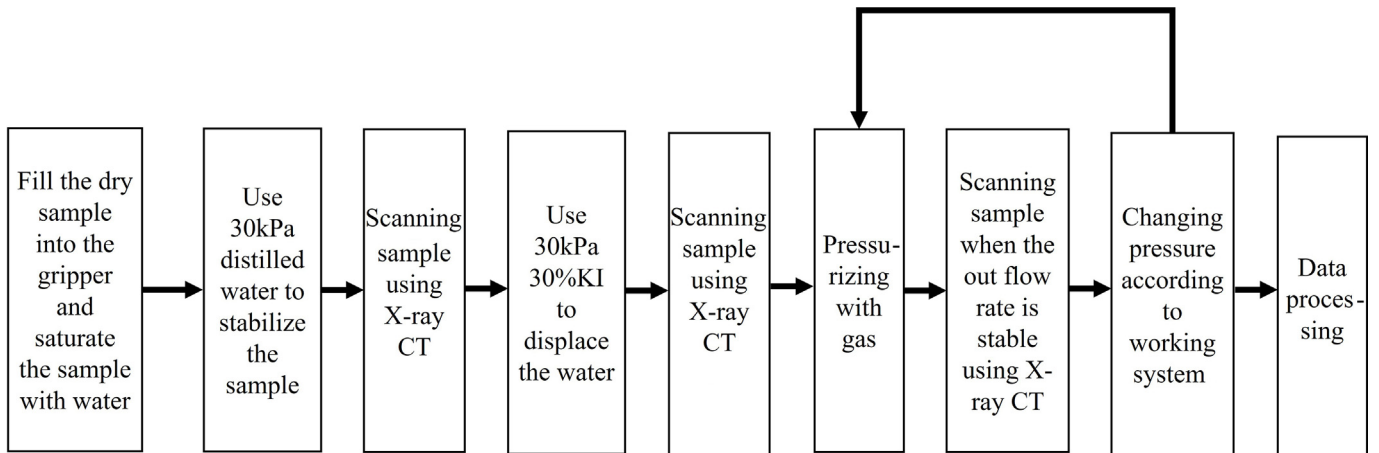 Fill the dry
sample
into the
gripper
and
saturate
the sample
with water
Use
30kPa
distilled
water to
stabilize
the
sample
Scanning
sample
using
X-ray
CT
Use
30kPa
30%KI
to
displace
the water
Scanning
sample
using
X-ray
CT
Pressu-
rizing
with
gas
Scanning
sample
when the
out flow
rate is
stable
using X-
ray CT
Changing
pressure
according
to
working
system
Data
proces-
sing